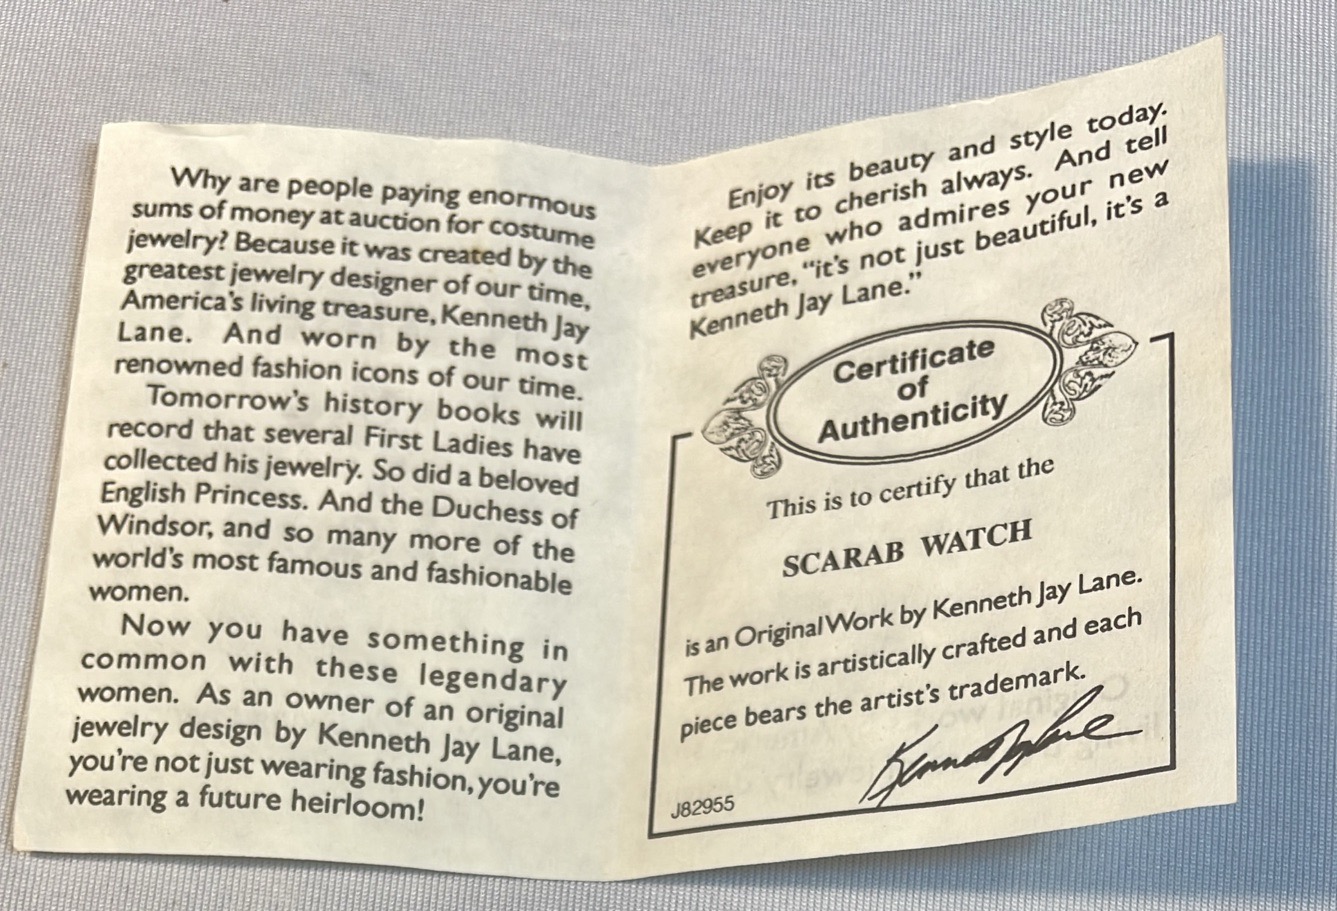 Why are people paying enormous
sums of money at auction for costume
jewelry? Because it was created by the
greatest jewelry designer of our time,
America's living treasure, Kenneth Jay
Lane. And worn by the most
renowned fashion icons of our time.
Tomorrow's history books will
record that several First Ladies have
collected his jewelry. So did a beloved
English Princess. And the Duchess of
Windsor, and so many more of the
world's most famous and fashionable
women.
Now you have something in
common with these legendary
women. As an owner of an original
jewelry design by Kenneth Jay Lane,
you're not just wearing fashion, you're
wearing a future heirloom!
Enjoy its beauty and style today.
Keep it to cherish always. And tell
everyone who admires your new
treasure, "it's not just beautiful, it's a
Kenneth Jay Lane."
Certificate
of
Authenticity
This is to certify that the
SCARAB WATCH
is an Original Work by Kenneth Jay Lane.
The work is artistically crafted and each
piece bears the artist's trademark.
Kenneth Jay Lane
J82955